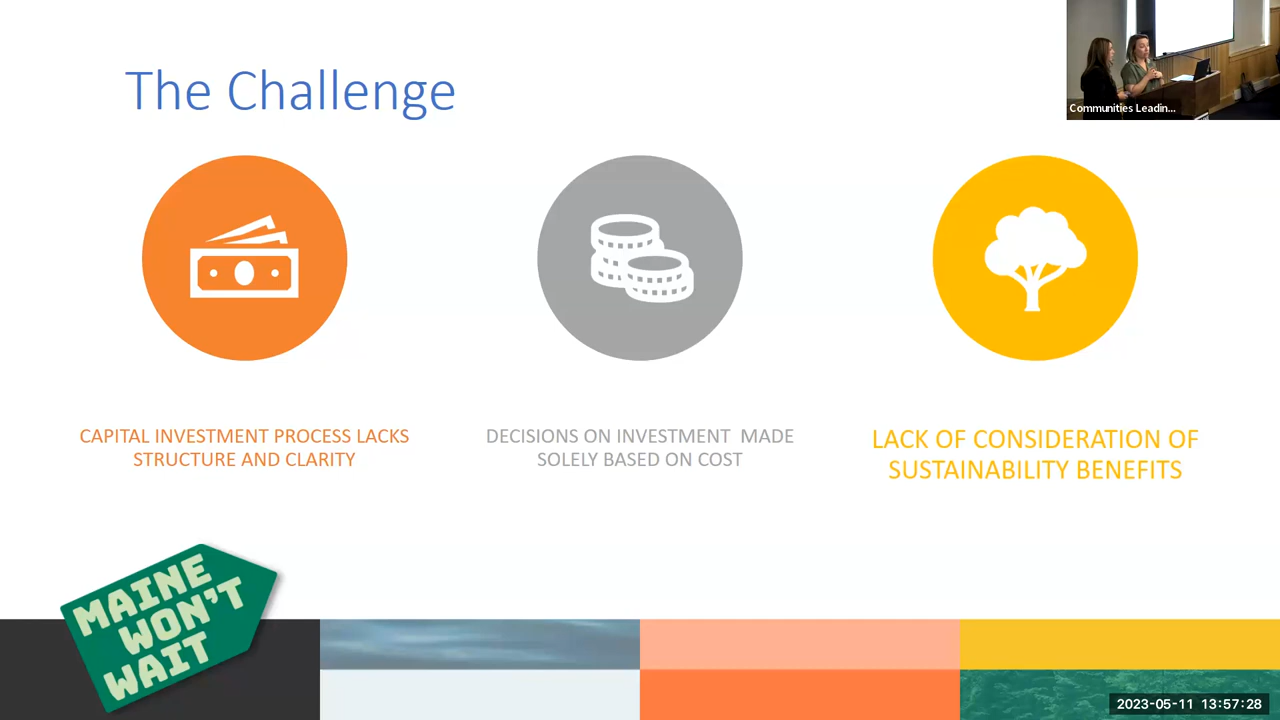 The Challenge
Communities Leadin...
CAPITAL INVESTMENT PROCESS LACKS
STRUCTURE AND CLARITY
DECISIONS ON INVESTMENT MADE
SOLELY BASED ON COST
LACK OF CONSIDERATION OF
SUSTAINABILITY BENEFITS
MAINE
WON'T
WAIT
2023-05-11 13:57:28